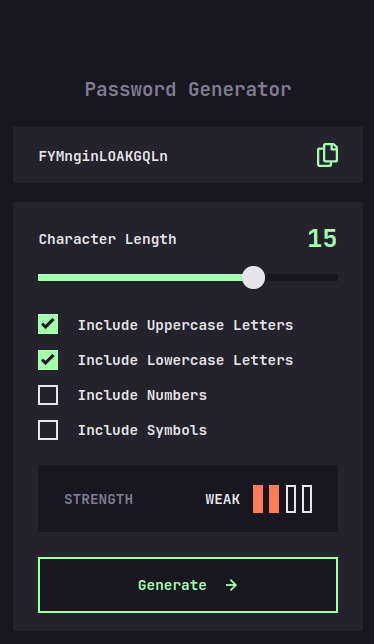 Password Generator
FYMnginLOAKGQLn
Character Length 15
Include Uppercase Letters
Include Lowercase Letters
Include Numbers
Include Symbols
STRENGTH WEAK
Generate →